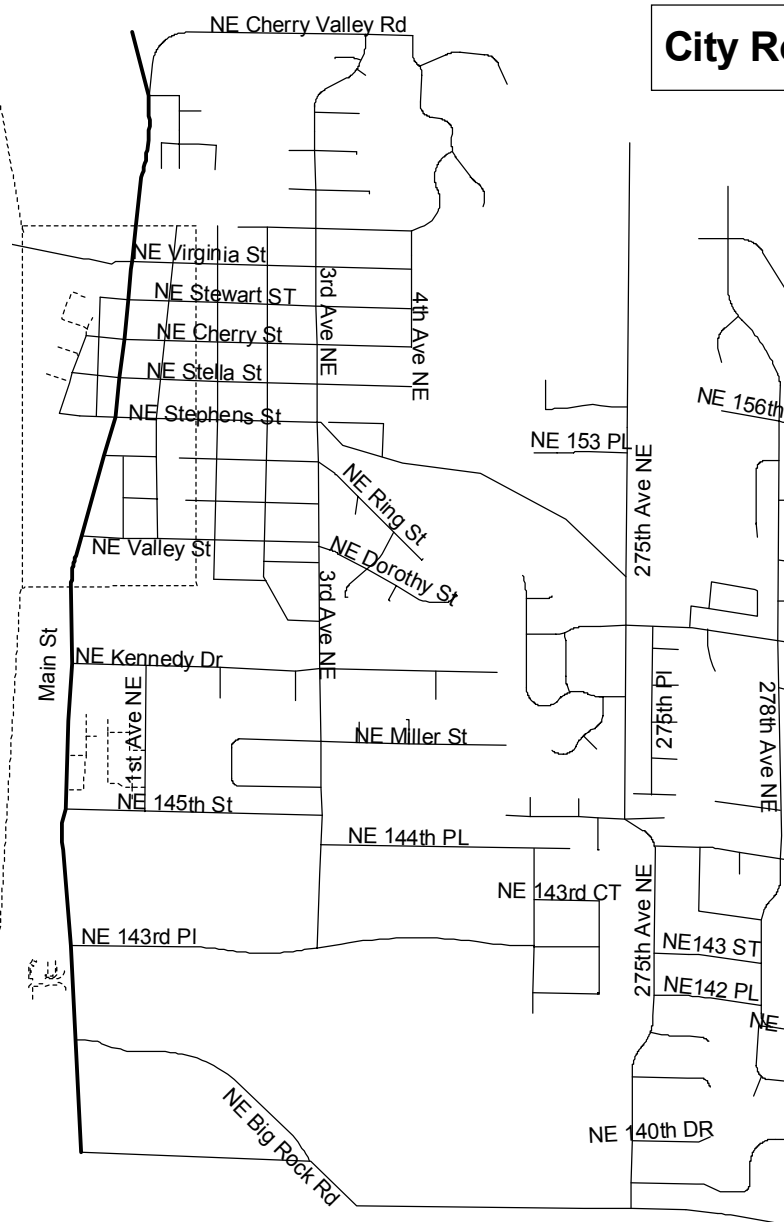 NE Cherry Valley Rd
City Re
NE Virginia St
NE Stewart ST
3rd Ave NE
4th Ave NE
NE Cherry St
NE Stella St
NE Stephens St
NE 156th
NE 153 PL
275th Ave NE
NE Ring St
NE Valley St
NE Dorothy St
3rd Ave NE
Main St
NE Kennedy Dr
1st Ave NE
275th Pl
278th Ave NE
NE Miller St
NE 145th St
NE 144th PL
NE 143rd CT
275th Ave NE
NE 143rd Pl
NE143 ST
NE142 PL
NE
NE Big Rock Rd
NE 140th DR